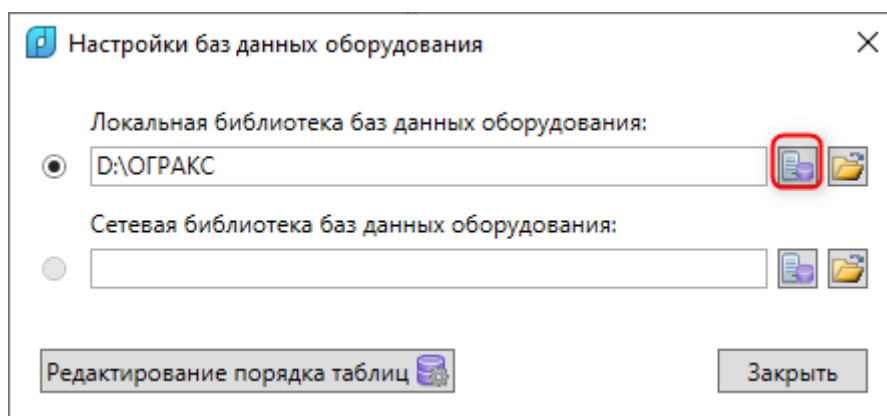 Настройки баз данных оборудования
Локальная библиотека баз данных оборудования:
D:\ОГРАКС
Сетевая библиотека баз данных оборудования:
Редактирование порядка таблиц
Закрыть